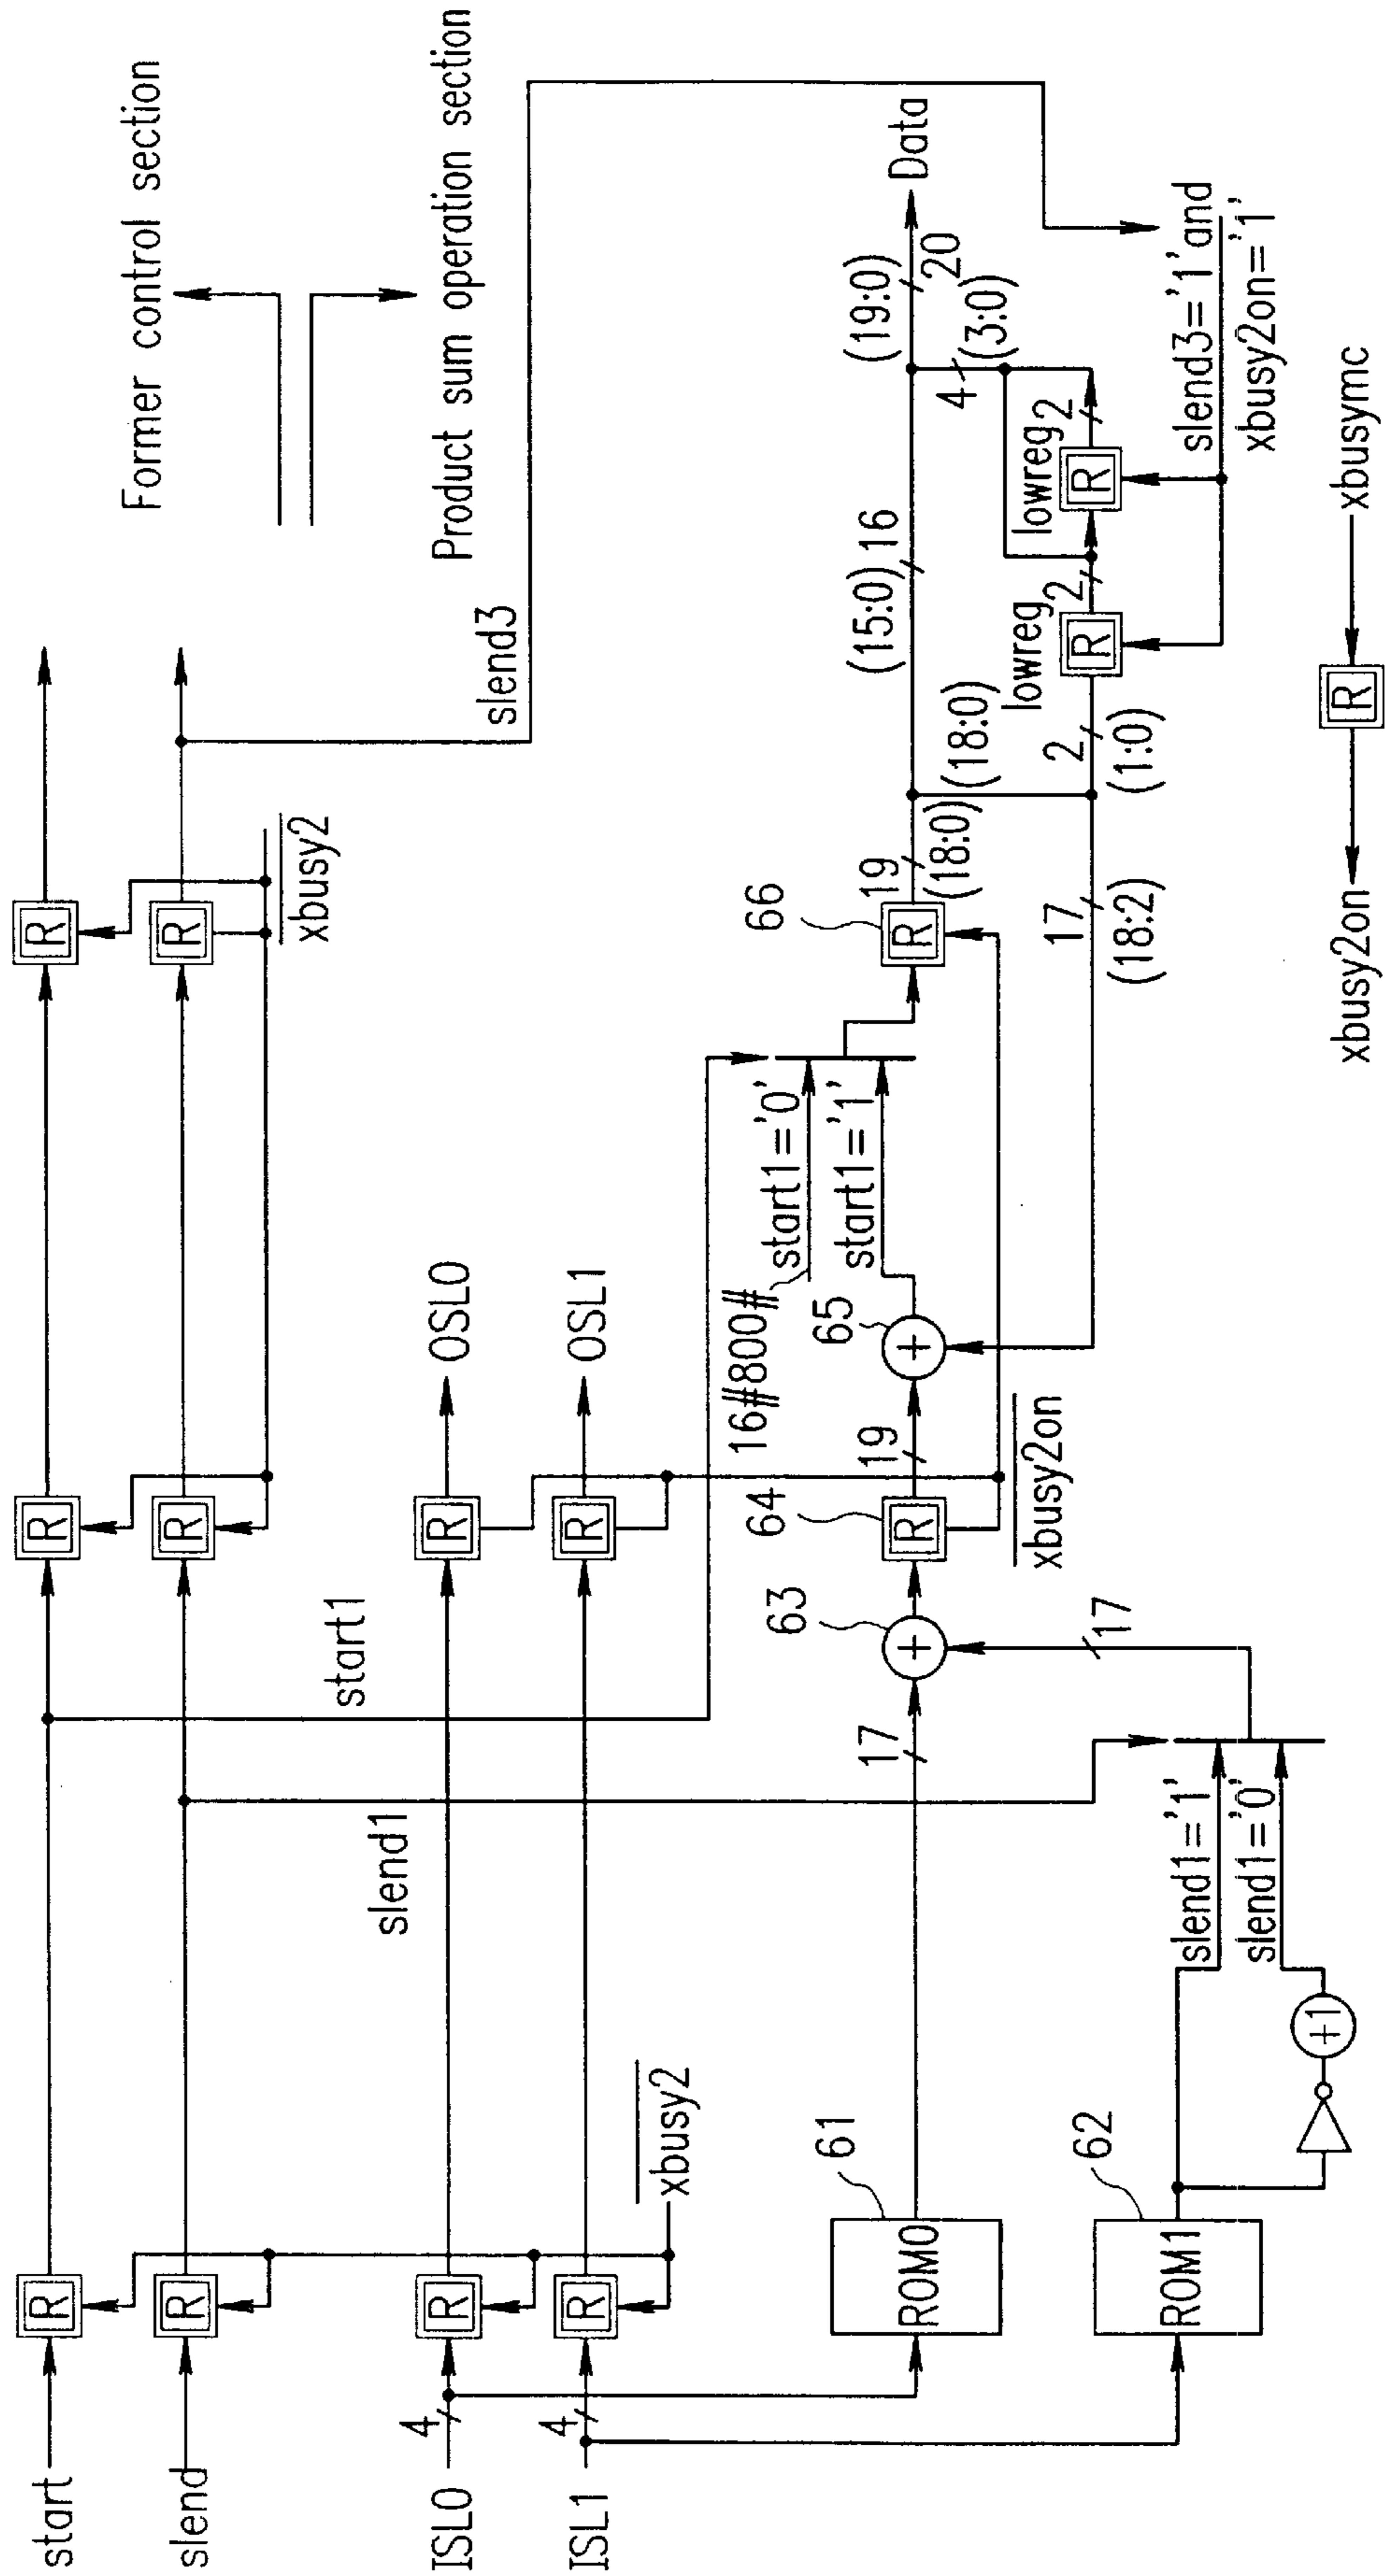 Former control section
Product sum operation section
start
R
R
R
slend
R
R
R
xbusy2
start1
slend1
slend3
ISL0
4
R
R
OSL0
ISL1
4
R
R
OSL1
xbusy2
ROM0
61
17
63
R
64
19
65
16#800#
start1='0'
start1='1'
R
66
19
(18:0)
(18:0)
(15:0)
16
(19:0)
20
Data
4
(3:0)
xbusy2on
17
(18:2)
2
(1:0)
lowreg
R
2
lowreg
R
2
slend3='1'and
xbusy2on='1'
ROM1
62
+1
slend1='1'
slend1='0'
17
xbusy2on
R
xbusymc